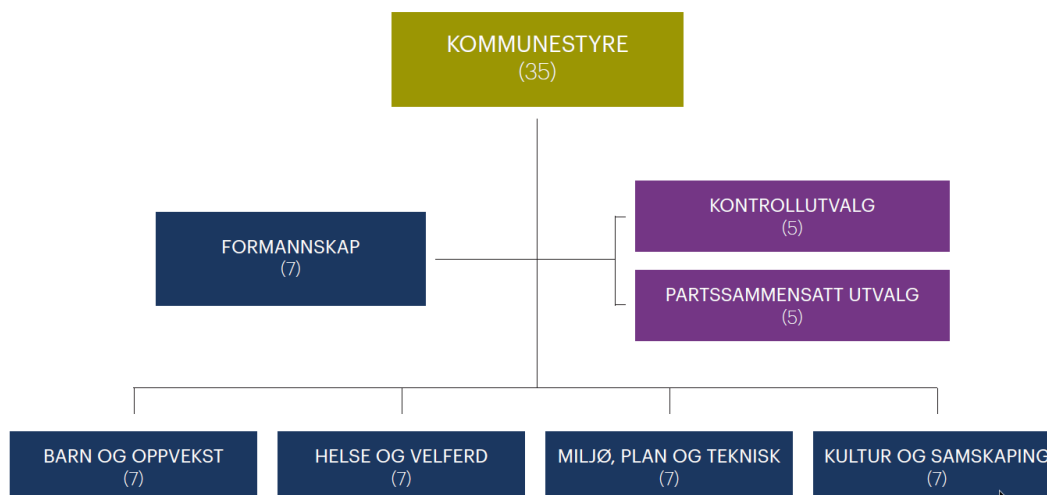 KOMMUNESTYRE
(35)
FORMANNSKAP
(7)
KONTROLLUTVALG
(5)
PARTSSAMMENSATT UTVALG
(5)
BARN OG OPPVEKST
(7)
HELSE OG VELFERD
(7)
MILJØ, PLAN OG TEKNISK
(7)
KULTUR OG SAMSKAPING
(7)